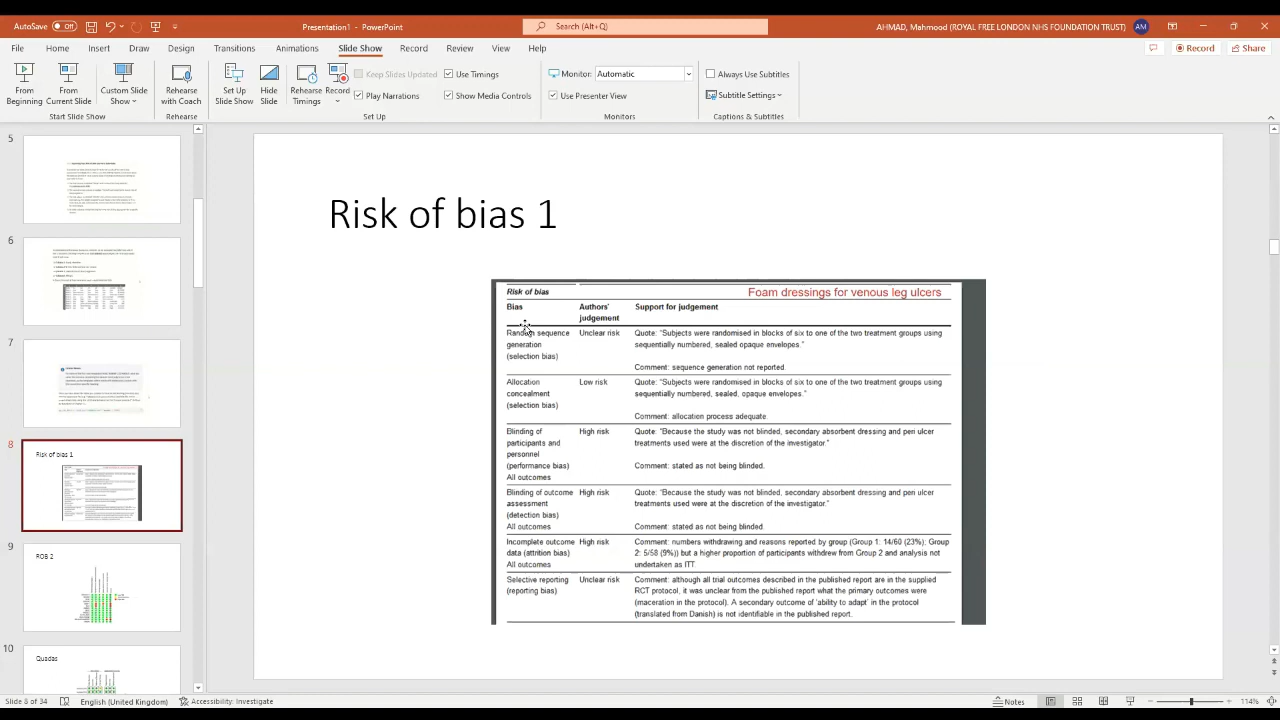 AutoSave Off
Presentation1 - PowerPoint
Search (Alt+Q)
AHMAD, Mahmood (ROYAL FREE LONDON NHS FOUNDATION TRUST) AM
File Home Insert Draw Design Transitions Animations Slide Show Record Review View Help
Record Share
From Beginning
From Current Slide
Custom Slide Show
Start Slide Show
Rehearse with Coach
Rehearse
Set Up Slide Show
Hide Slide
Rehearse Timings
Record
Keep Slides Updated
Use Timings
Play Narrations
Show Media Controls
Set Up
Monitor: Automatic
Use Presenter View
Monitors
Always Use Subtitles
Subtitle Settings
Captions & Subtitles
5
6
7
8
Risk of bias 1
9
ROB 2
10
Quadas
Risk of bias 1
Risk of bias
Foam dressings for venous leg ulcers
Bias
Authors'
judgement
Support for judgement
Random sequence
generation
(selection bias)
Unclear risk
Quote: "Subjects were randomised in blocks of six to one of the two treatment groups using
sequentially numbered, sealed opaque envelopes."
Comment: sequence generation not reported.
Allocation
concealment
(selection bias)
Low risk
Quote: "Subjects were randomised in blocks of six to one of the two treatment groups using
sequentially numbered, sealed, opaque envelopes."
Comment: allocation process adequate.
Blinding of
participants and
personnel
(performance bias)
All outcomes
High risk
Quote: "Because the study was not blinded, secondary absorbent dressing and peri ulcer
treatments used were at the discretion of the investigator."
Comment: stated as not being blinded.
Blinding of outcome
assessment
(detection bias)
All outcomes
High risk
Quote: "Because the study was not blinded, secondary absorbent dressing and peri ulcer
treatments used were at the discretion of the investigator."
Comment: stated as not being blinded.
Incomplete outcome
data (attrition bias)
All outcomes
High risk
Comment: numbers withdrawing and reasons reported by group (Group 1: 14/60 (23%): Group
2: 5/58 (9%)) but a higher proportion of participants withdrew from Group 2 and analysis not
undertaken as ITT.
Selective reporting
(reporting bias)
Unclear risk
Comment: although all trial outcomes described in the published report are in the supplied
RCT protocol, it was unclear from the published report what the primary outcomes were
(maceration in the protocol). A secondary outcome of 'ability to adapt' in the protocol
(translated from Danish) is not identifiable in the published report.
Slide 8 of 34
English (United Kingdom)
Accessibility: Investigate
Notes
114%